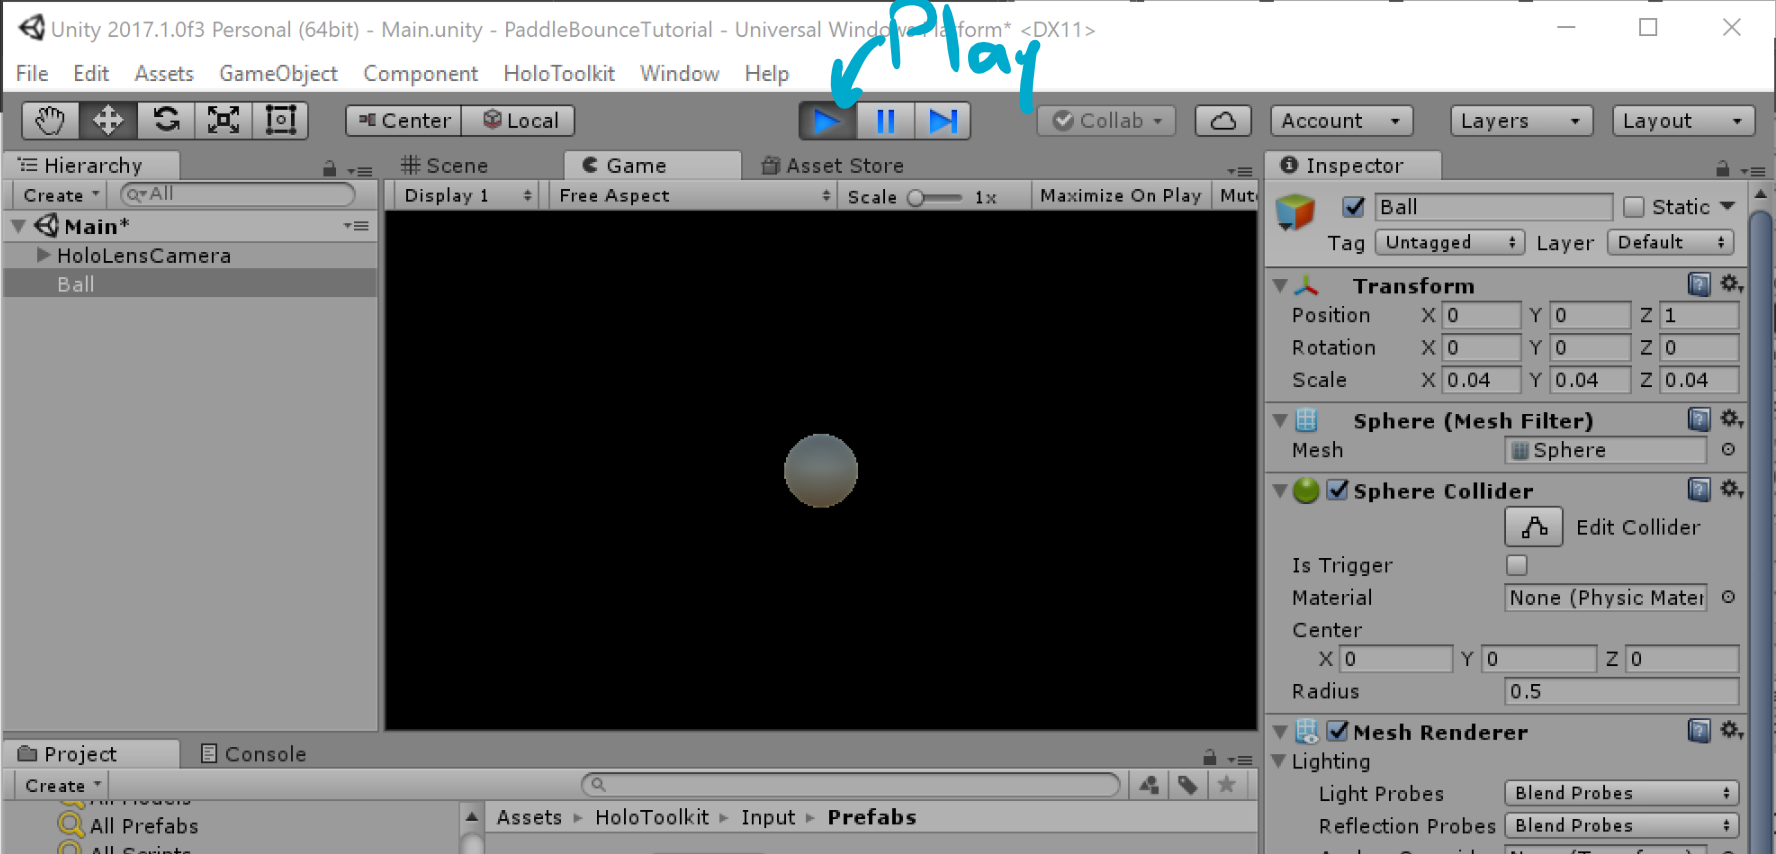 Unity 2017.1.0f3 Personal (64bit) - Main.unity - PaddleBounceTutorial - Universal Windows Platform* <DX11>
Play
File Edit Assets GameObject Component HoloToolkit Window Help
Center Local Collab Account Layers Layout
Hierarchy
Create All
Main*
HoloLensCamera
Ball
Scene Game Asset Store
Display 1 Free Aspect Scale 1x Maximize On Play Mut
Inspector
Ball Static
Tag Untagged Layer Default
Transform
Position X 0 Y 0 Z 1
Rotation X 0 Y 0 Z 0
Scale X 0.04 Y 0.04 Z 0.04
Sphere (Mesh Filter)
Mesh Sphere
Sphere Collider
Edit Collider
Is Trigger
Material None (Physic Mater
Center
X 0 Y 0 Z 0
Radius 0.5
Mesh Renderer
Lighting
Light Probes Blend Probes
Reflection Probes Blend Probes
Project Console
Create
All Models
All Prefabs
All Scripts
Assets HoloToolkit Input Prefabs